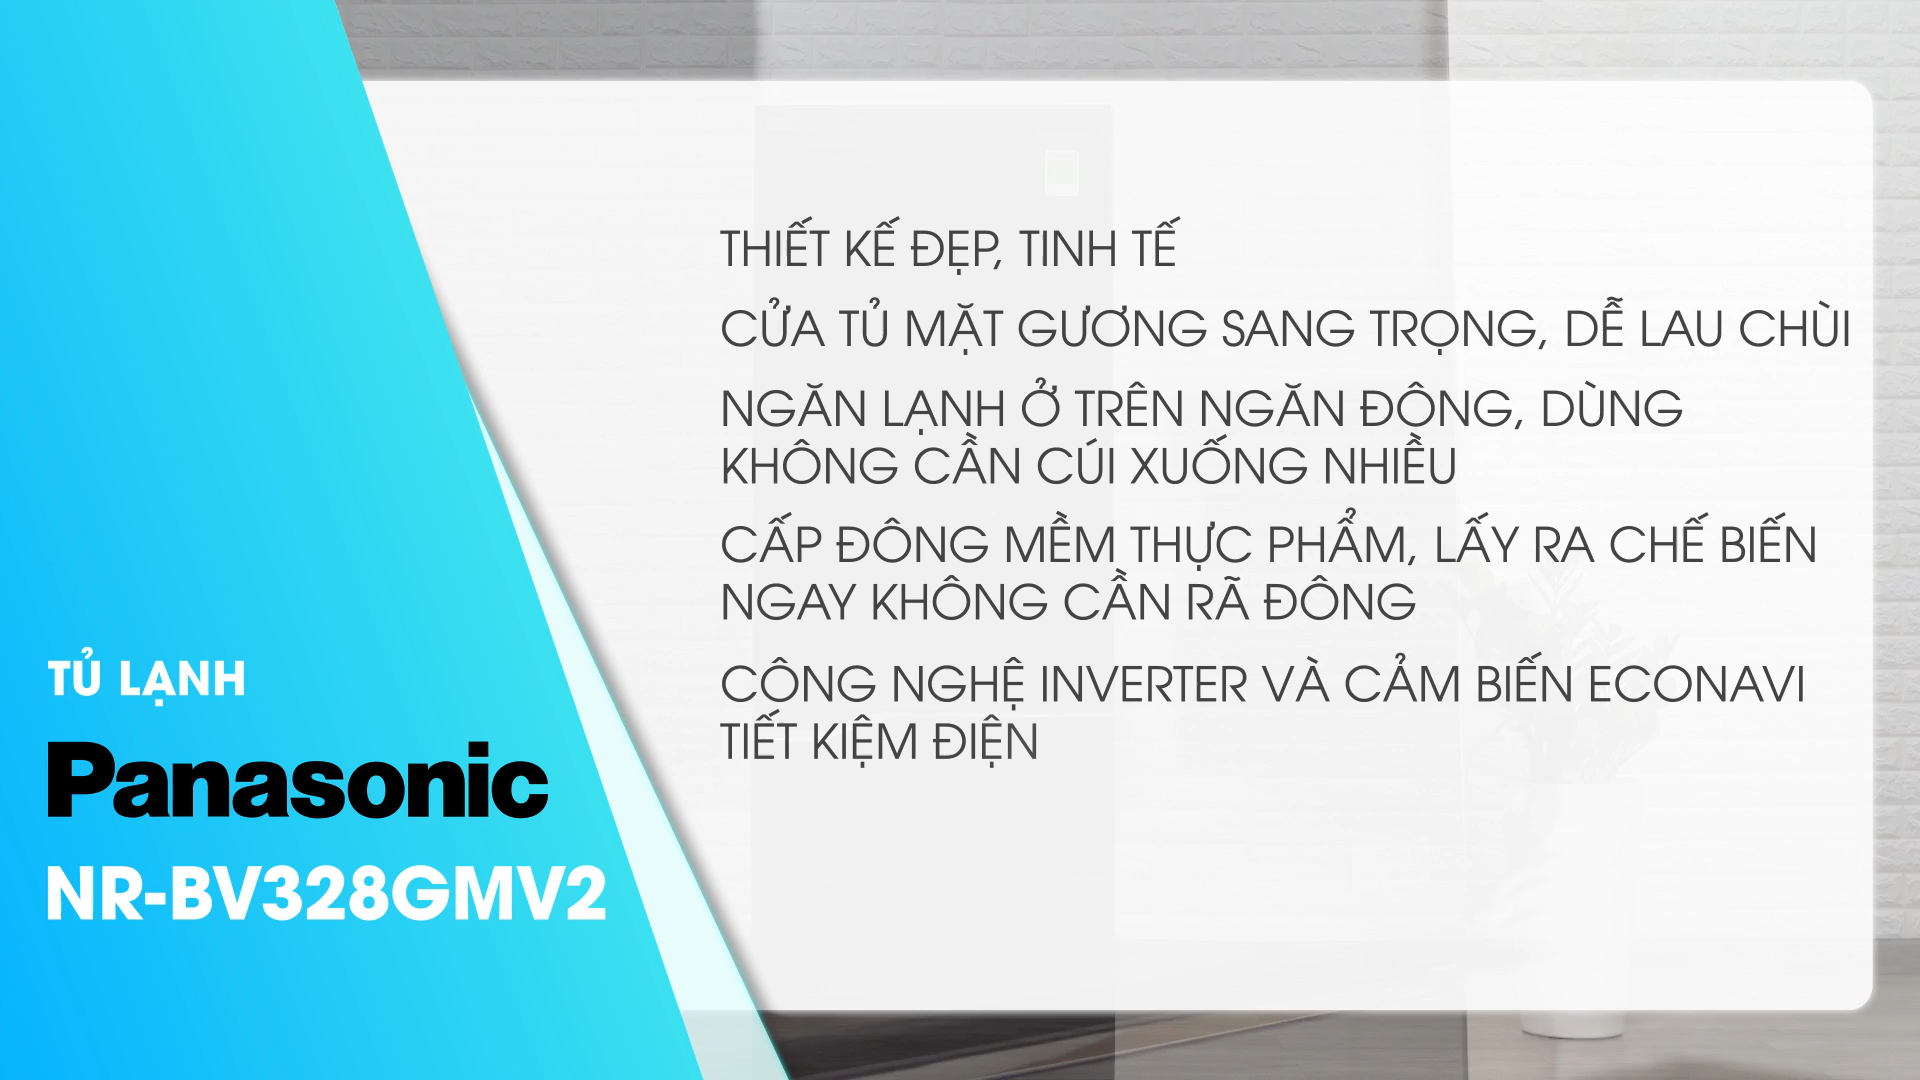 TỦ LẠNH
Panasonic
NR-BV328GMV2
THIẾT KẾ ĐẸP, TINH TẾ
CỬA TỦ MẶT GƯƠNG SANG TRỌNG, DỄ LAU CHÙI
NGĂN LẠNH Ở TRÊN NGĂN ĐÔNG, DÙNG
KHÔNG CẦN CÚI XUỐNG NHIỀU
CẤP ĐÔNG MỀM THỰC PHẨM, LẤY RA CHẾ BIẾN
NGAY KHÔNG CẦN RÃ ĐÔNG
CÔNG NGHỆ INVERTER VÀ CẢM BIẾN ECONAVI
TIẾT KIỆM ĐIỆN